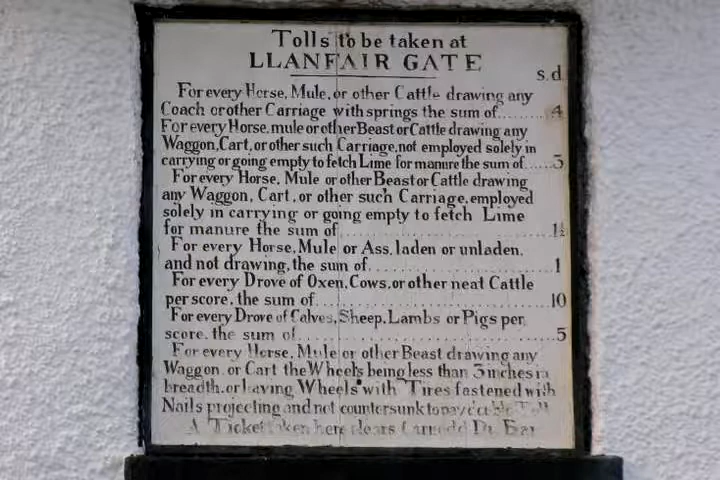 Tolls to be taken at
LLANFAIR GATE
s.d
For every Horse, Mule, or other Cattle drawing any
Coach or other Carriage with springs the sum of.......4
For every Horse, mule or other Beast or Cattle drawing any
Waggon, Cart, or other such Carriage, not employed solely in
carrying or going empty to fetch Lime for manure the sum of......3
For every Horse, Mule or other Beast or Cattle drawing
any Waggon, Cart, or other such Carriage, employed
solely in carrying or going empty to fetch Lime
for manure the sum of..............................1½
For every Horse, Mule or Ass, laden or unladen,
and not drawing, the sum of..........................1
For every Drove of Oxen, Cows, or other neat Cattle
per score, the sum of.................................10
For every Drove of Calves, Sheep, Lambs or Pigs per
score, the sum of....................................5
For every Horse, Mule or other Beast drawing any
Waggon or Cart the Wheels being less than 3 inches in
breadth, or having Wheels with Tires fastened with
Nails projecting and not countersunk to pay double Toll
A Ticket taken here clears Carnedd Du Bar